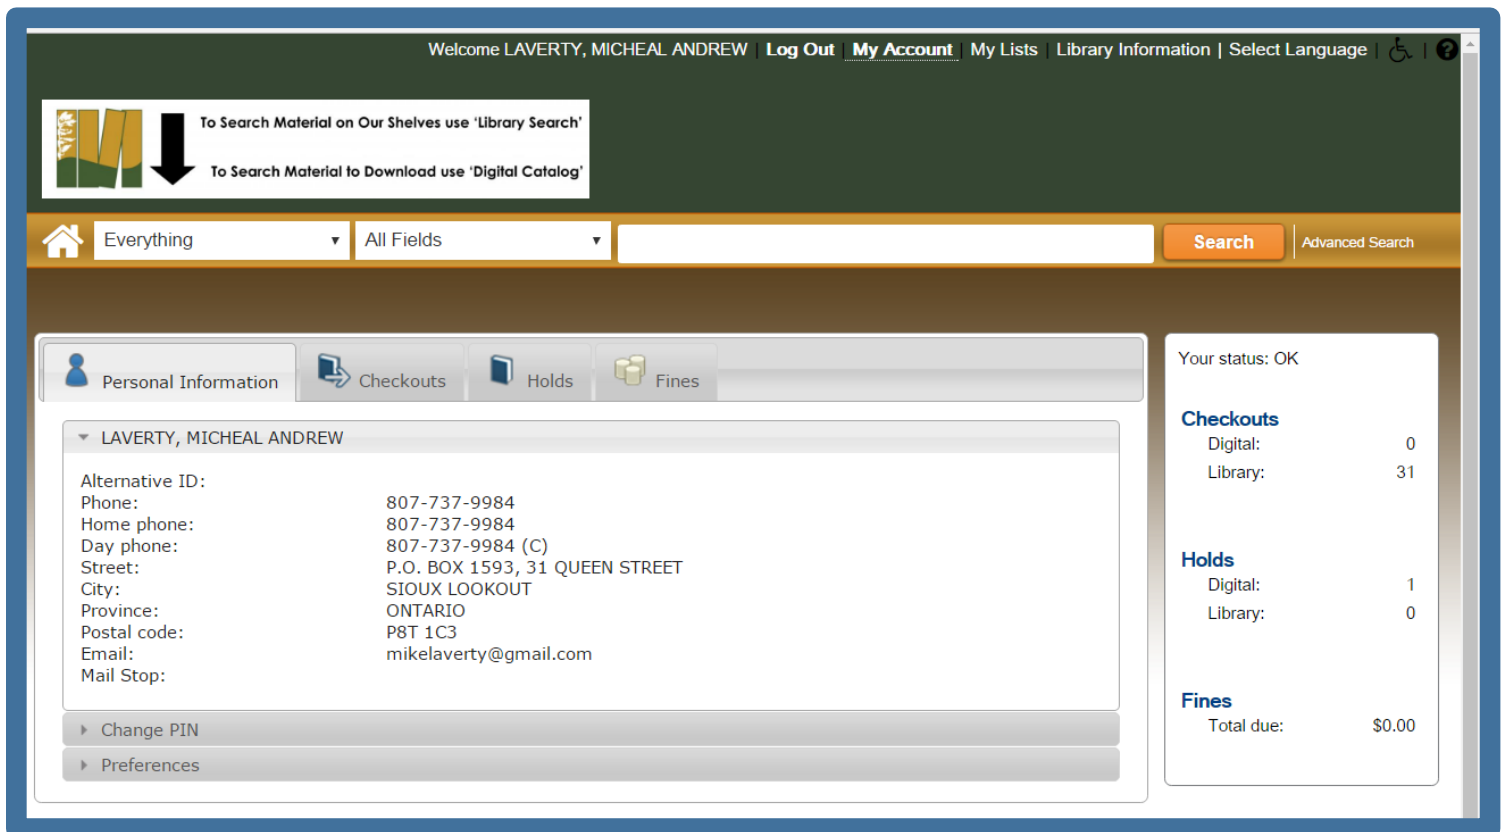 Welcome LAVERTY, MICHEAL ANDREW | Log Out | My Account | My Lists | Library Information | Select Language | | ?
To Search Material on Our Shelves use 'Library Search'
To Search Material to Download use 'Digital Catalog'
Everything
All Fields
Search
Advanced Search
Personal Information
Checkouts
Holds
Fines
LAVERTY, MICHEAL ANDREW
Alternative ID:
Phone: 807-737-9984
Home phone: 807-737-9984
Day phone: 807-737-9984 (C)
Street: P.O. BOX 1593, 31 QUEEN STREET
City: SIOUX LOOKOUT
Province: ONTARIO
Postal code: P8T 1C3
Email: mikelaverty@gmail.com
Mail Stop:
Change PIN
Preferences
Your status: OK
Checkouts
Digital: 0
Library: 31
Holds
Digital: 1
Library: 0
Fines
Total due: $0.00